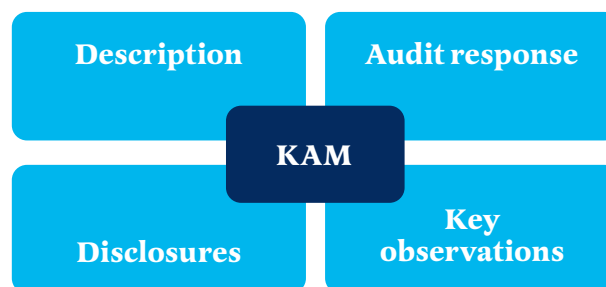 Description
Audit response
KAM
Disclosures
Key
observations